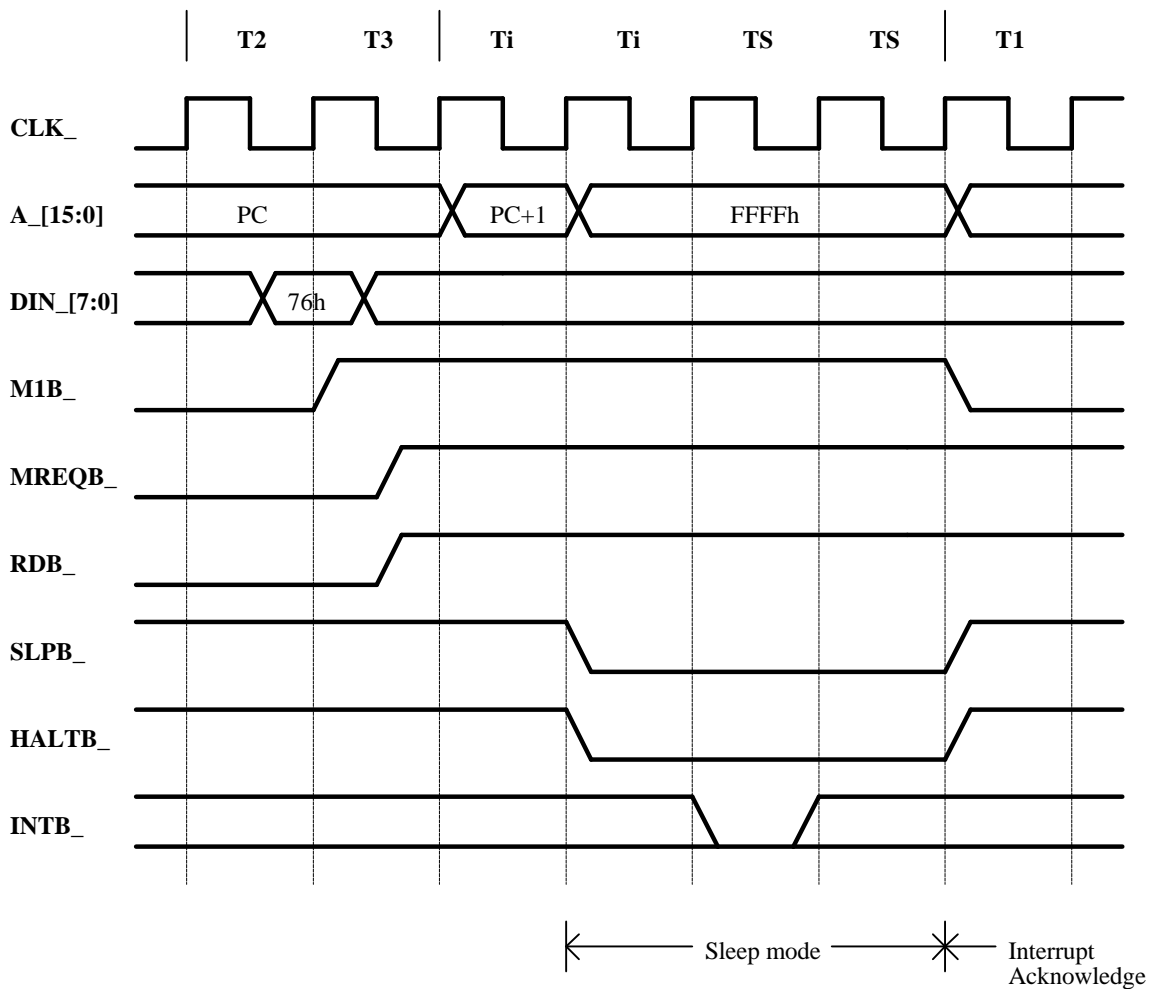 T2 T3 Ti Ti TS TS T1
CLK_
A_[15:0] PC PC+1 FFFFh
DIN_[7:0] 76h
M1B_
MREQB_
RDB_
SLPB_
HALTB_
INTB_
Sleep mode Interrupt
Acknowledge